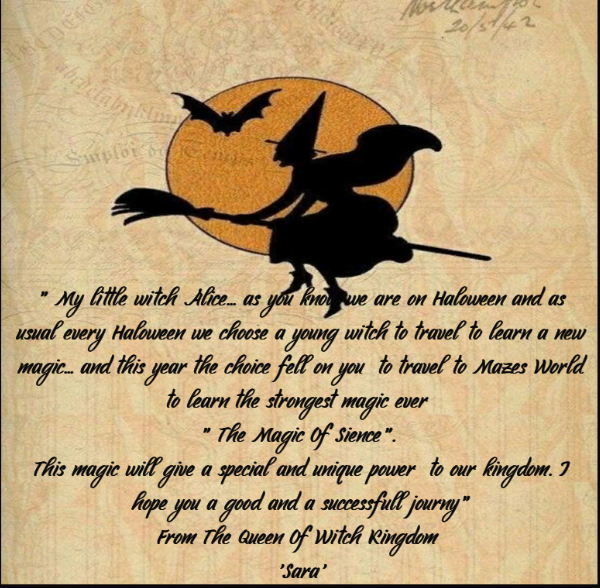 20/5/42
" My little witch Alice... as you know we are on Haloween and as
usual every Haloween we choose a young witch to travel to learn a new
magic... and this year the choice fell on you to travel to Mazes World
to learn the strongest magic ever
" The Magic Of Sience".
This magic will give a special and unique power to our kingdom. I
hope you a good and a successfull journy"
From The Queen Of Witch Kingdom
'Sara'